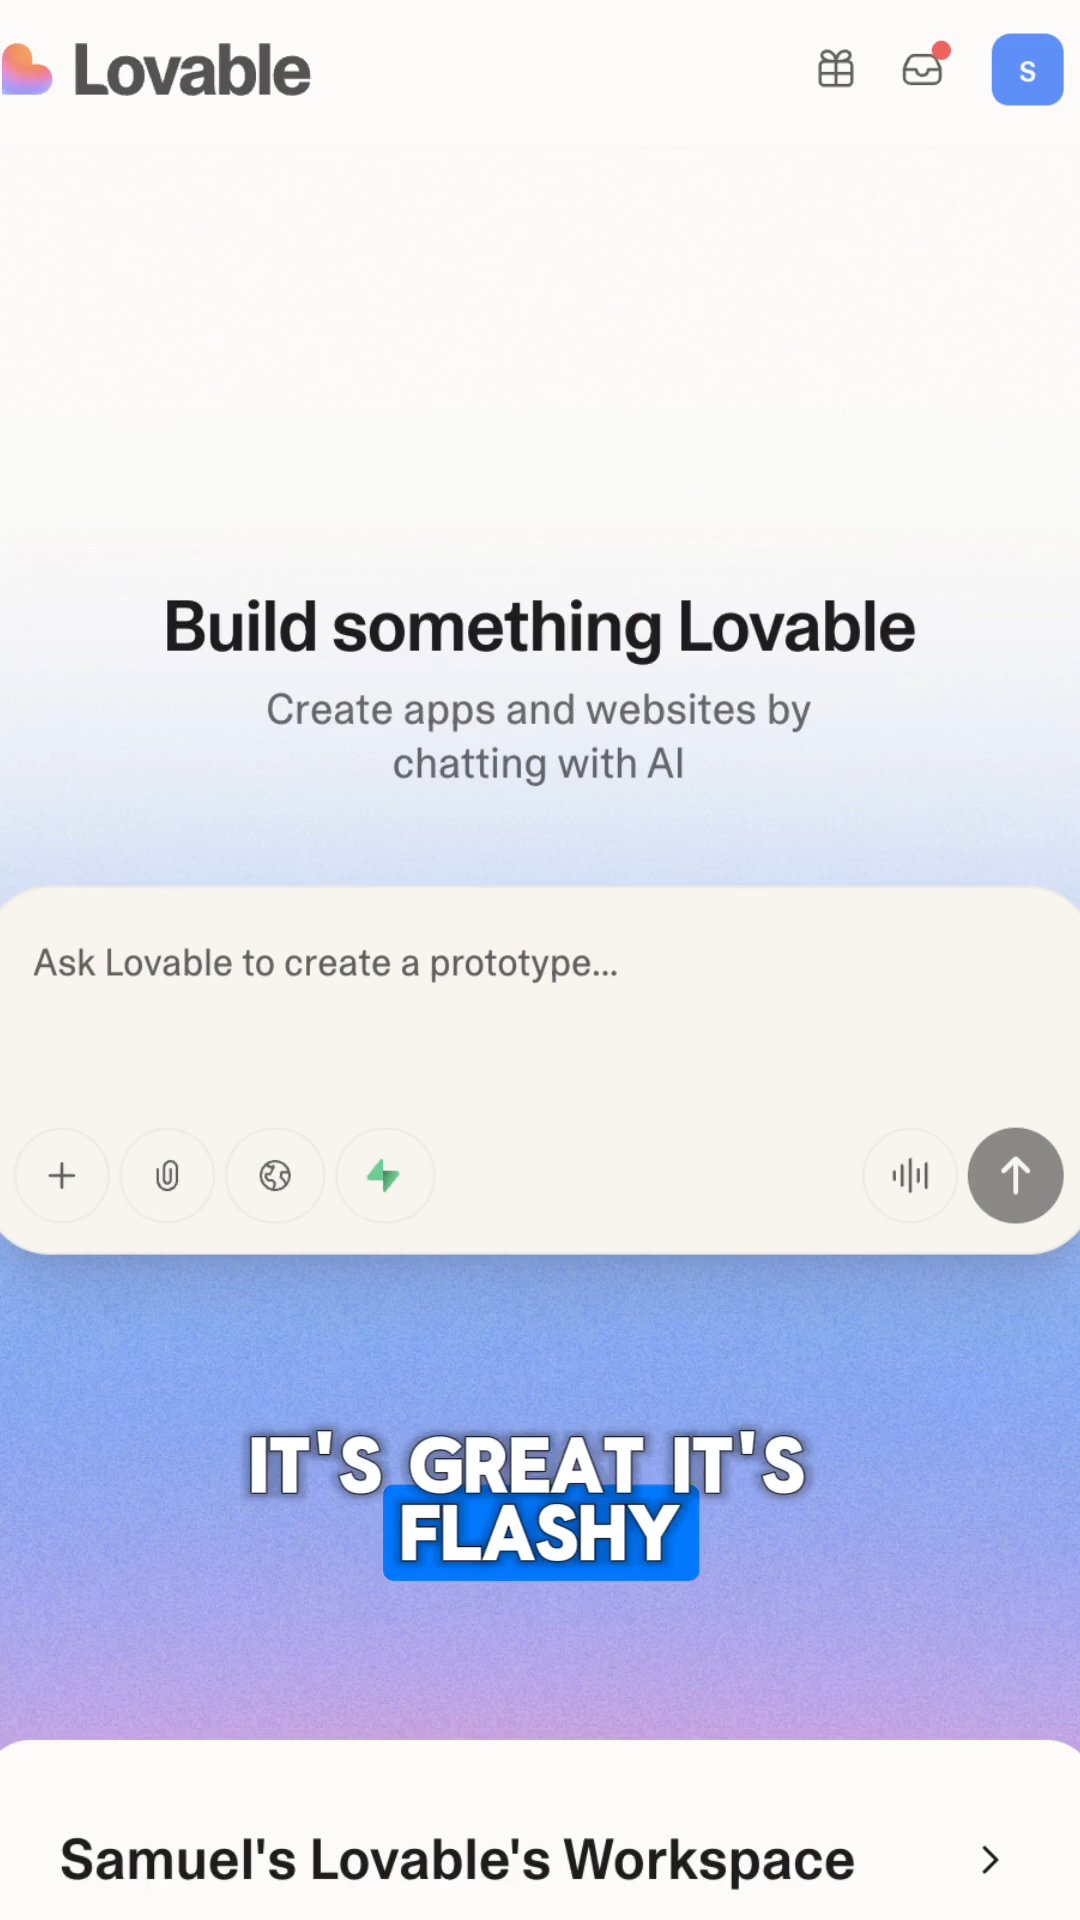 Lovable
S
Build something Lovable
Create apps and websites by
chatting with AI
Ask Lovable to create a prototype...
IT'S GREAT IT'S
FLASHY
Samuel's Lovable's Workspace